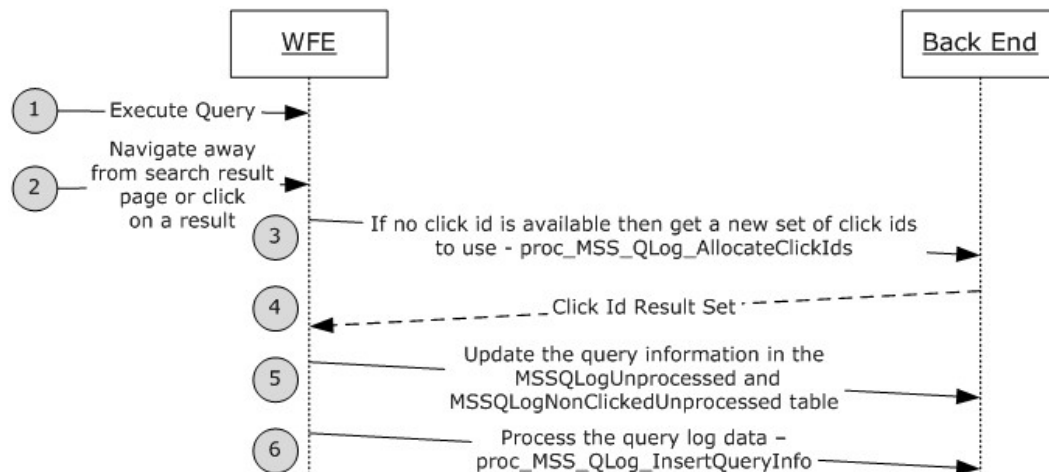 WFE
Back End
1
Execute Query
Navigate away
from search result
page or click
on a result
2
If no click id is available then get a new set of click ids
to use - proc_MSS_QLog_AllocateClickIds
3
Click Id Result Set
4
Update the query information in the
MSSQLogUnprocessed and
MSSQLogNonClickedUnprocessed table
5
Process the query log data –
proc_MSS_QLog_InsertQueryInfo
6